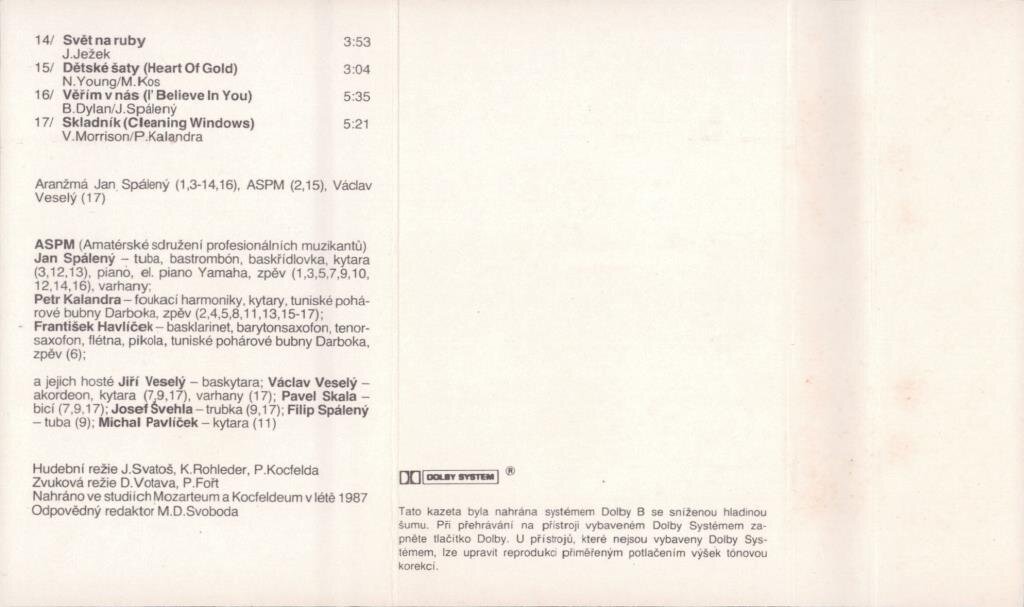 14/ Svět na ruby 3:53
J.Ježek
15/ Dětské šaty (Heart Of Gold) 3:04
N.Young/M.Kos
16/ Věřím v nás (I' Believe In You) 5:35
B.Dylan/J.Spálený
17/ Skladník (Cleaning Windows) 5:21
V.Morrison/P.Kalandra
Aranžmá Jan Spálený (1,3-14,16), ASPM (2,15), Václav
Veselý (17)
ASPM (Amatérské sdružení profesionálních muzikantů)
Jan Spálený – tuba, bastrombón, baskřídlovka, kytara
(3,12,13), piano, el. piano Yamaha, zpěv (1,3,5,7,9,10,
12,14,16), varhany;
Petr Kalandra – foukací harmoniky, kytary, tuniské pohá-
rové bubny Darboka, zpěv (2,4,5,8,11,13,15-17);
František Havlíček – basklarinet, barytonsaxofon, tenor-
saxofon, flétna, pikola, tuniské pohárové bubny Darboka,
zpěv (6);
a jejich hosté Jiří Veselý – baskytara; Václav Veselý –
akordeon, kytara (7,9,17), varhany (17); Pavel Skala –
bicí (7,9,17); Josef Švehla – trubka (9,17); Filip Spálený
– tuba (9); Michal Pavlíček – kytara (11)
Hudební režie J.Svatoš, K.Rohleder, P.Kocfelda
Zvuková režie D.Votava, P.Fořt
Nahráno ve studiích Mozarteum a Kocfeldeum v létě 1987
Odpovědný redaktor M.D.Svoboda
DOLBY SYSTEM ®
Tato kazeta byla nahrána systémem Dolby B se sníženou hladinou
šumu. Při přehrávání na přístroji vybaveném Dolby Systémem za-
pněte tlačítko Dolby. U přístrojů, které nejsou vybaveny Dolby Sys-
témem, lze upravit reprodukci přiměřeným potlačením výšek tónovou
korekcí.